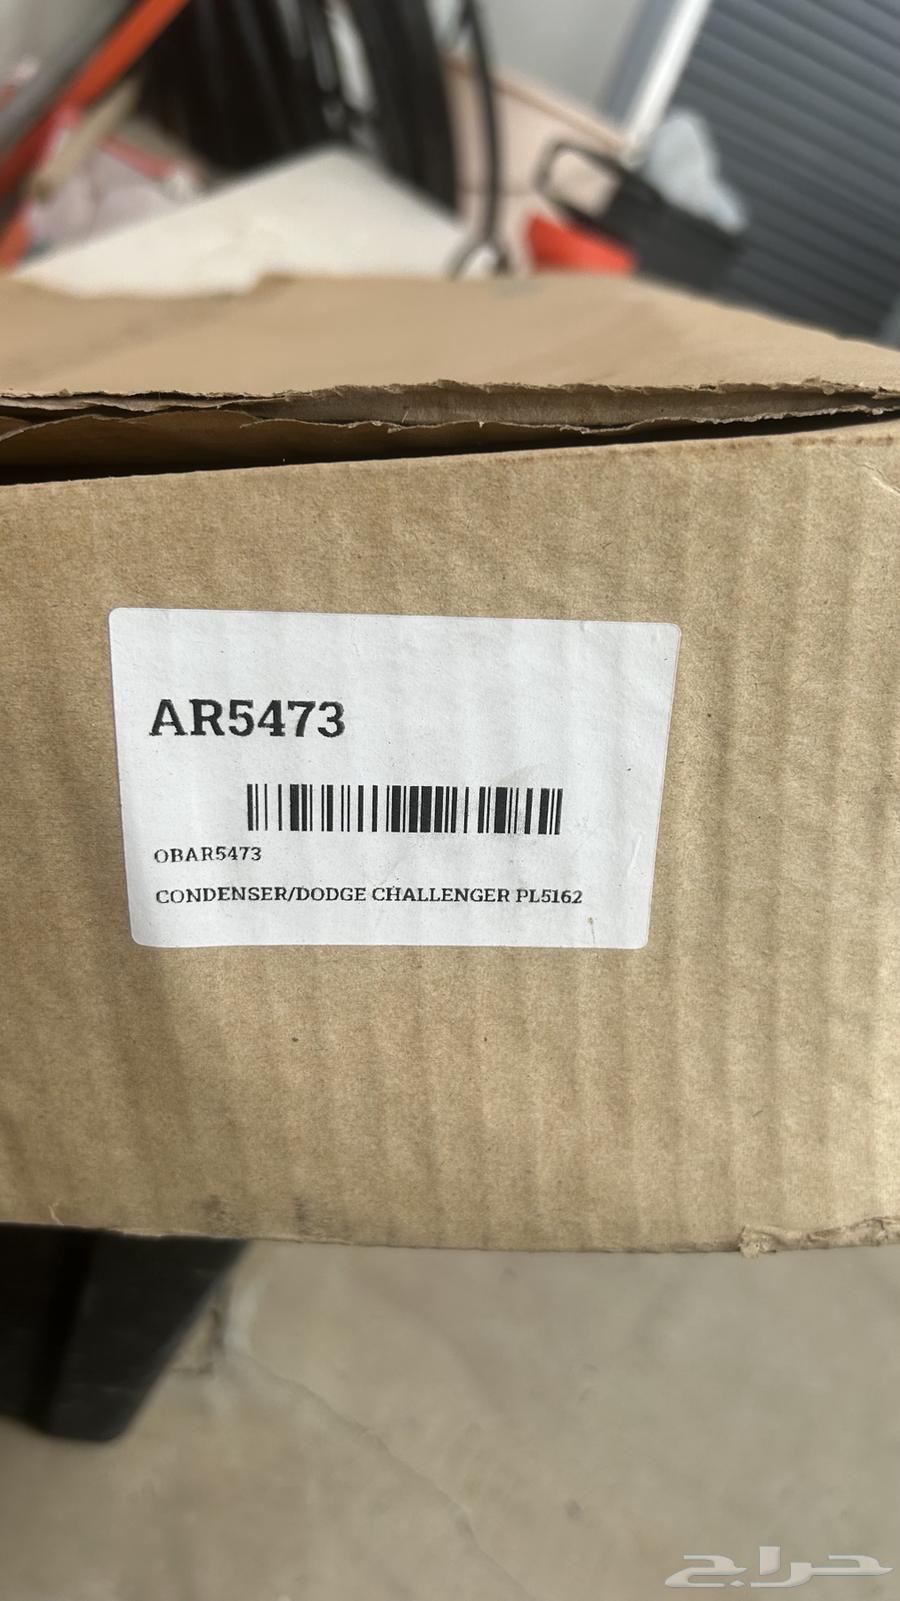 AR5473
OBAR5473
CONDENSER/DODGE CHALLENGER PL5162
حراج